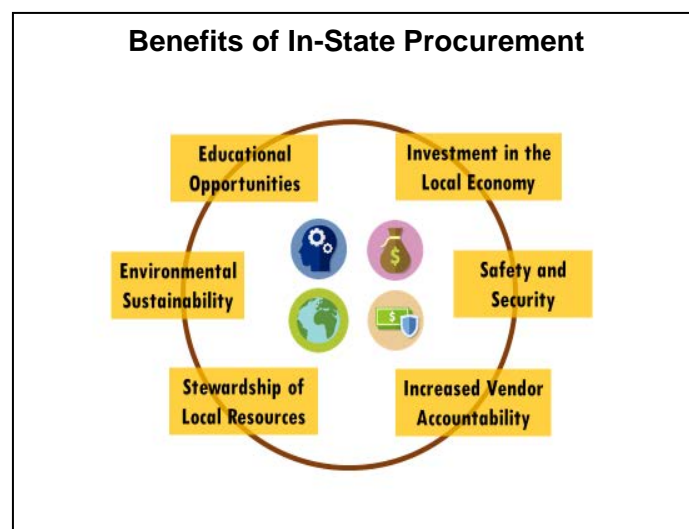 Benefits of In-State Procurement
Educational
Opportunities
Investment in the
Local Economy
Environmental
Sustainability
Safety and
Security
Stewardship of
Local Resources
Increased Vendor
Accountability
$
$